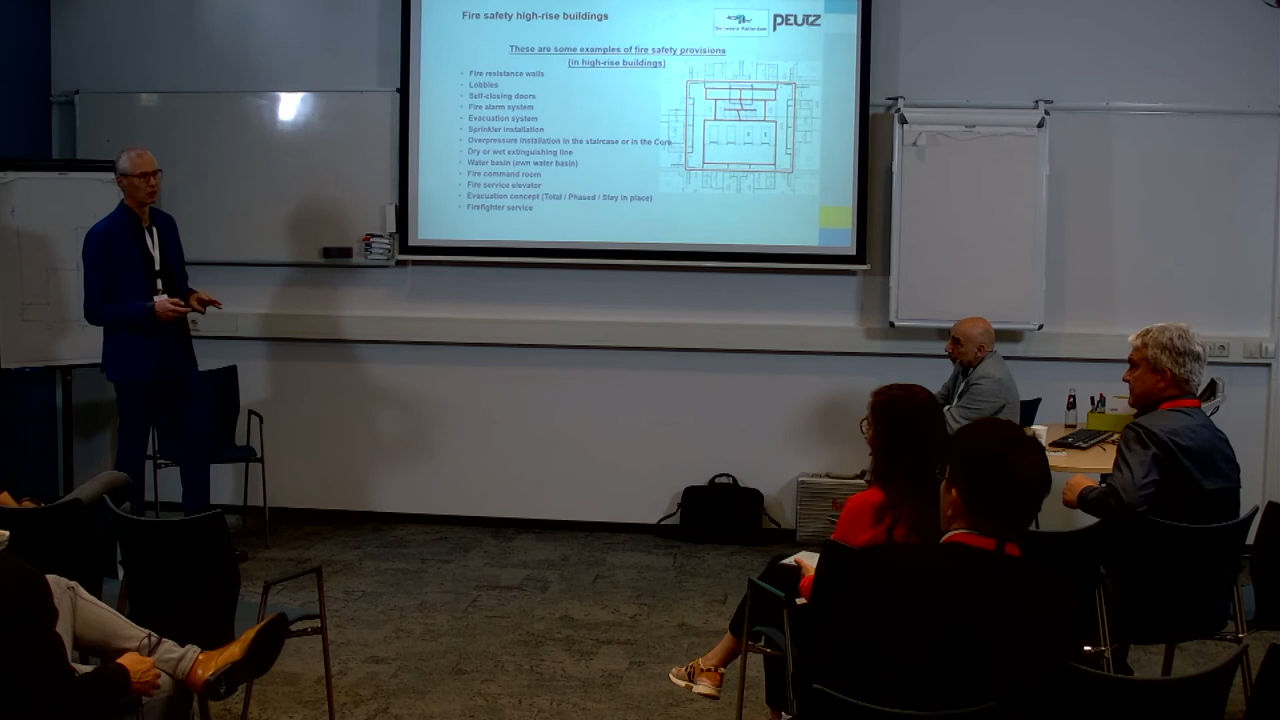 Fire safety high-rise buildings
De Twaalf Rotterdam
PEUTZ
These are some examples of fire safety provisions
(in high-rise buildings)
• Fire resistance walls
• Lobbies
• Self-closing doors
• Fire alarm system
• Evacuation system
• Sprinkler installation
• Overpressure installation in the staircase or in the Core
• Dry or wet extinguishing line
• Water basin (own water basin)
• Fire command room
• Fire service elevator
• Evacuation concept (Total / Phased / Stay in place)
• Firefighter service